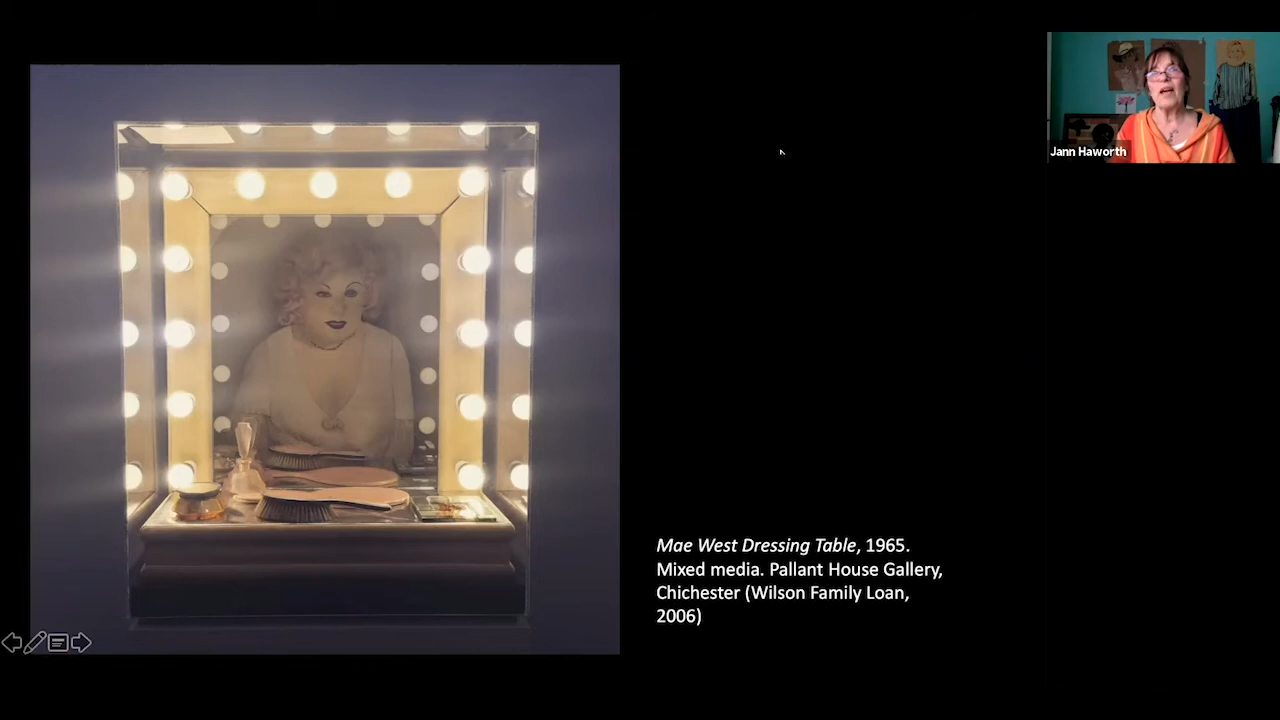 Jann Haworth
Mae West Dressing Table, 1965.
Mixed media. Pallant House Gallery,
Chichester (Wilson Family Loan,
2006)